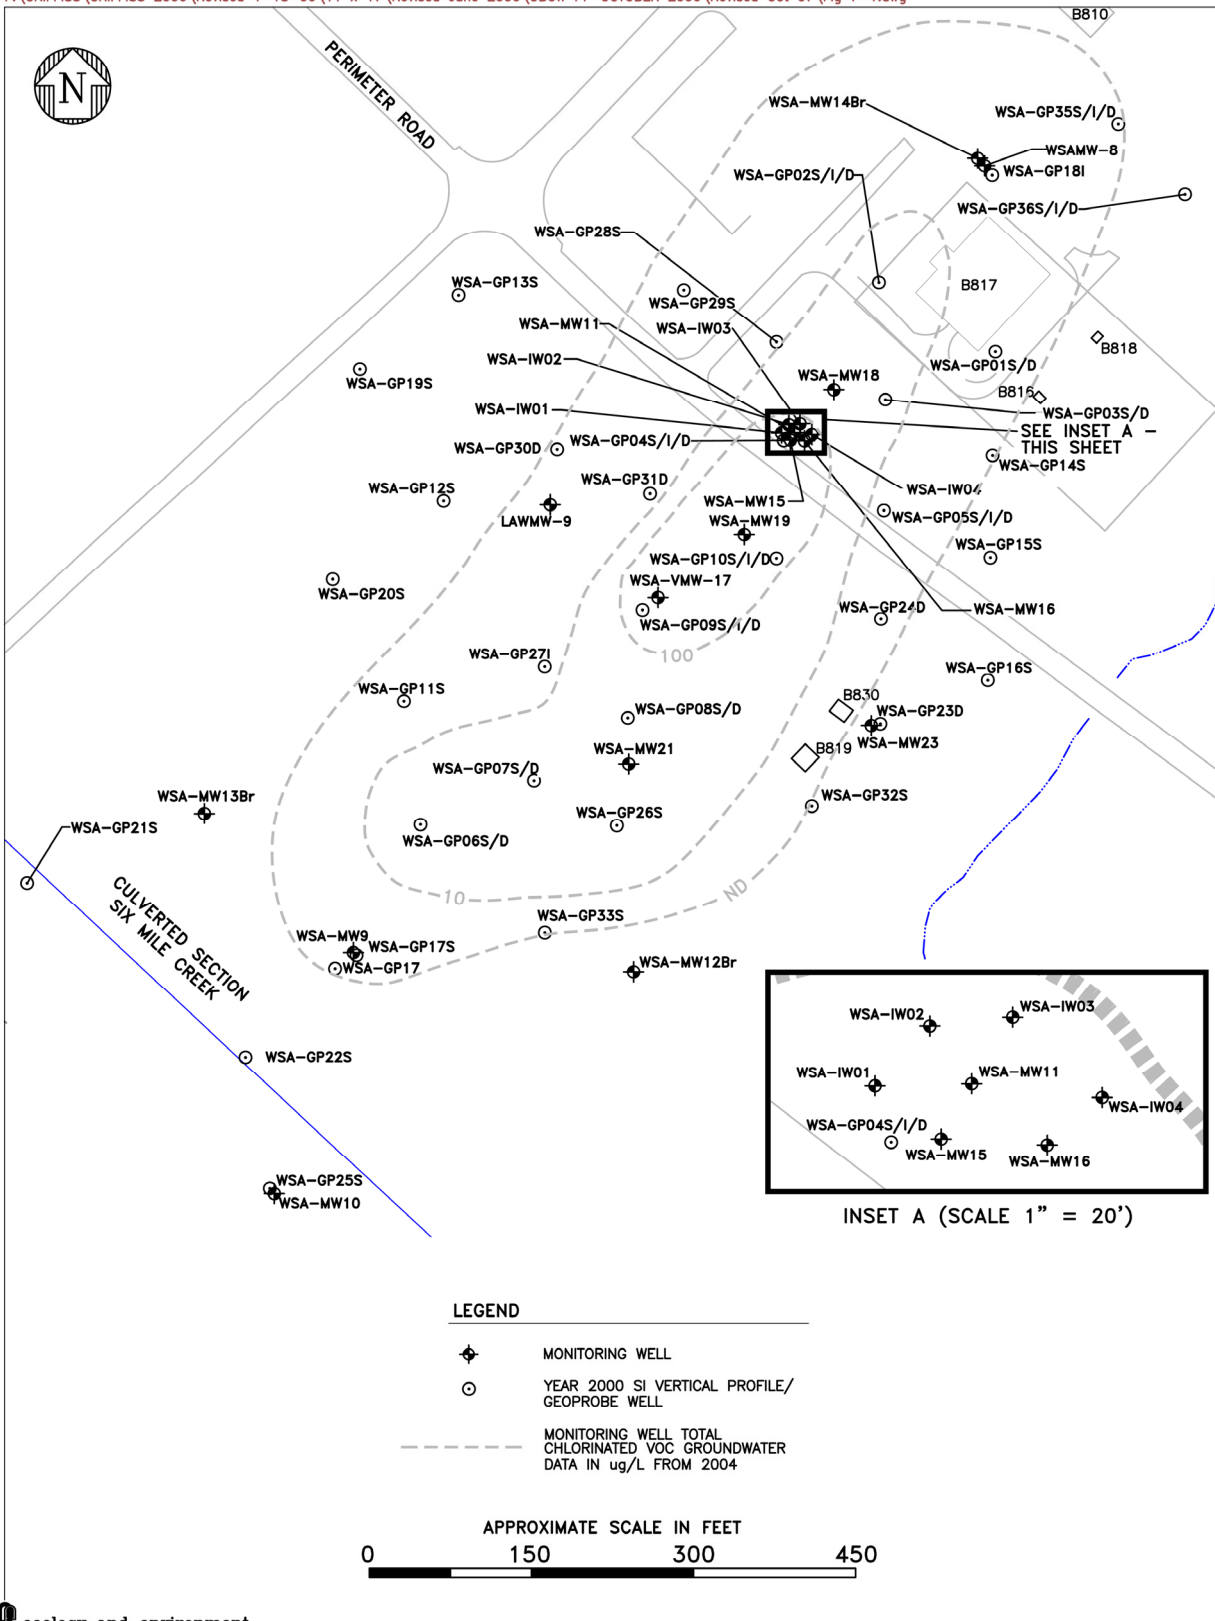 B810
PERIMETER ROAD
N
WSA-MW14Br
WSA-GP35S/I/D
WSAMW-8
WSA-GP18I
WSA-GP02S/I/D
WSA-GP36S/I/D
WSA-GP28S
WSA-GP13S
B817
WSA-GP29S
WSA-MW11
WSA-IW03
B818
WSA-IW02
WSA-GP01S/D
WSA-GP19S
WSA-MW18
B816
WSA-IW01
WSA-GP03S/D
SEE INSET A -
THIS SHEET
WSA-GP30D
WSA-GP04S/I/D
WSA-GP14S
WSA-GP31D
WSA-GP12S
WSA-IW04
WSA-MW15
LAWMW-9
WSA-MW19
WSA-GP05S/I/D
WSA-GP15S
WSA-GP10S/I/D
WSA-VMW-17
WSA-GP20S
WSA-GP24D
WSA-MW16
WSA-GP09S/I/D
100
WSA-GP27I
WSA-GP16S
WSA-GP11S
B830
WSA-GP08S/D
WSA-GP23D
WSA-MW23
WSA-MW21
B819
WSA-GP07S/D
WSA-MW13Br
WSA-GP32S
WSA-GP26S
WSA-GP21S
WSA-GP06S/D
10
ND
CULVERTED SECTION
SIX MILE CREEK
WSA-GP33S
WSA-MW9
WSA-GP17S
WSA-GP17
WSA-MW12Br
WSA-GP22S
WSA-GP25S
WSA-MW10
WSA-IW02
WSA-IW03
WSA-IW01
WSA-MW11
WSA-IW04
WSA-GP04S/I/D
WSA-MW15
WSA-MW16
INSET A (SCALE 1" = 20')
LEGEND
MONITORING WELL
YEAR 2000 SI VERTICAL PROFILE/
GEOPROBE WELL
MONITORING WELL TOTAL
CHLORINATED VOC GROUNDWATER
DATA IN ug/L FROM 2004
APPROXIMATE SCALE IN FEET
0 150 300 450
ecology and environment